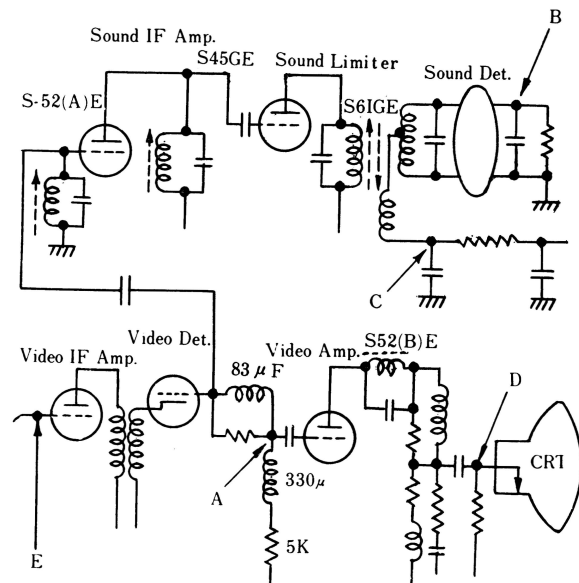 Sound IF Amp.
S45GE
Sound Limiter
B
Sound Det.
S-52(A)E
S6IGE
C
Video IF Amp.
Video Det.
83 μF
Video Amp.
S52(B)E
D
CRT
A
330μ
5K
E